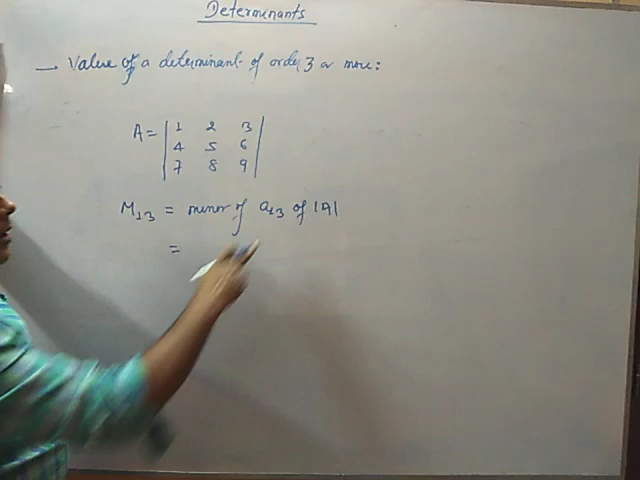 Determinants
→ Value of a determinant of order 3 or more:
A = | 1 2 3 |
| 4 5 6 |
| 7 8 9 |
M₁₃ = minor of a₁₃ of |A|
=